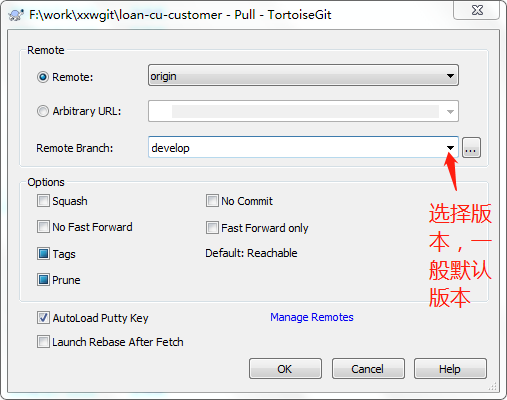 F:\work\xxwgit\loan-cu-customer - Pull - TortoiseGit
Remote
Remote:
origin
Arbitrary URL:
Remote Branch:
develop
...
Options
Squash
No Commit
No Fast Forward
Fast Forward only
Tags
Default: Reachable
Prune
选择版
本，一
般默认
版本
AutoLoad Putty Key
Manage Remotes
Launch Rebase After Fetch
OK
Cancel
Help